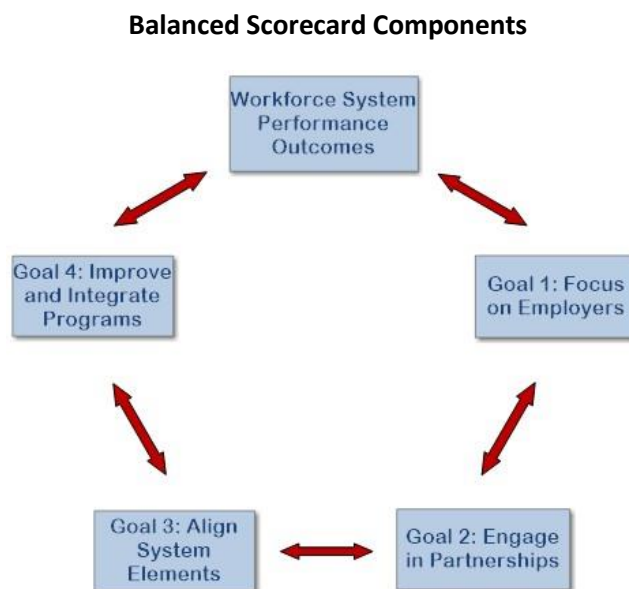 Balanced Scorecard Components
Workforce System
Performance
Outcomes
Goal 4: Improve
and Integrate
Programs
Goal 1: Focus
on Employers
Goal 3: Align
System
Elements
Goal 2: Engage
in Partnerships